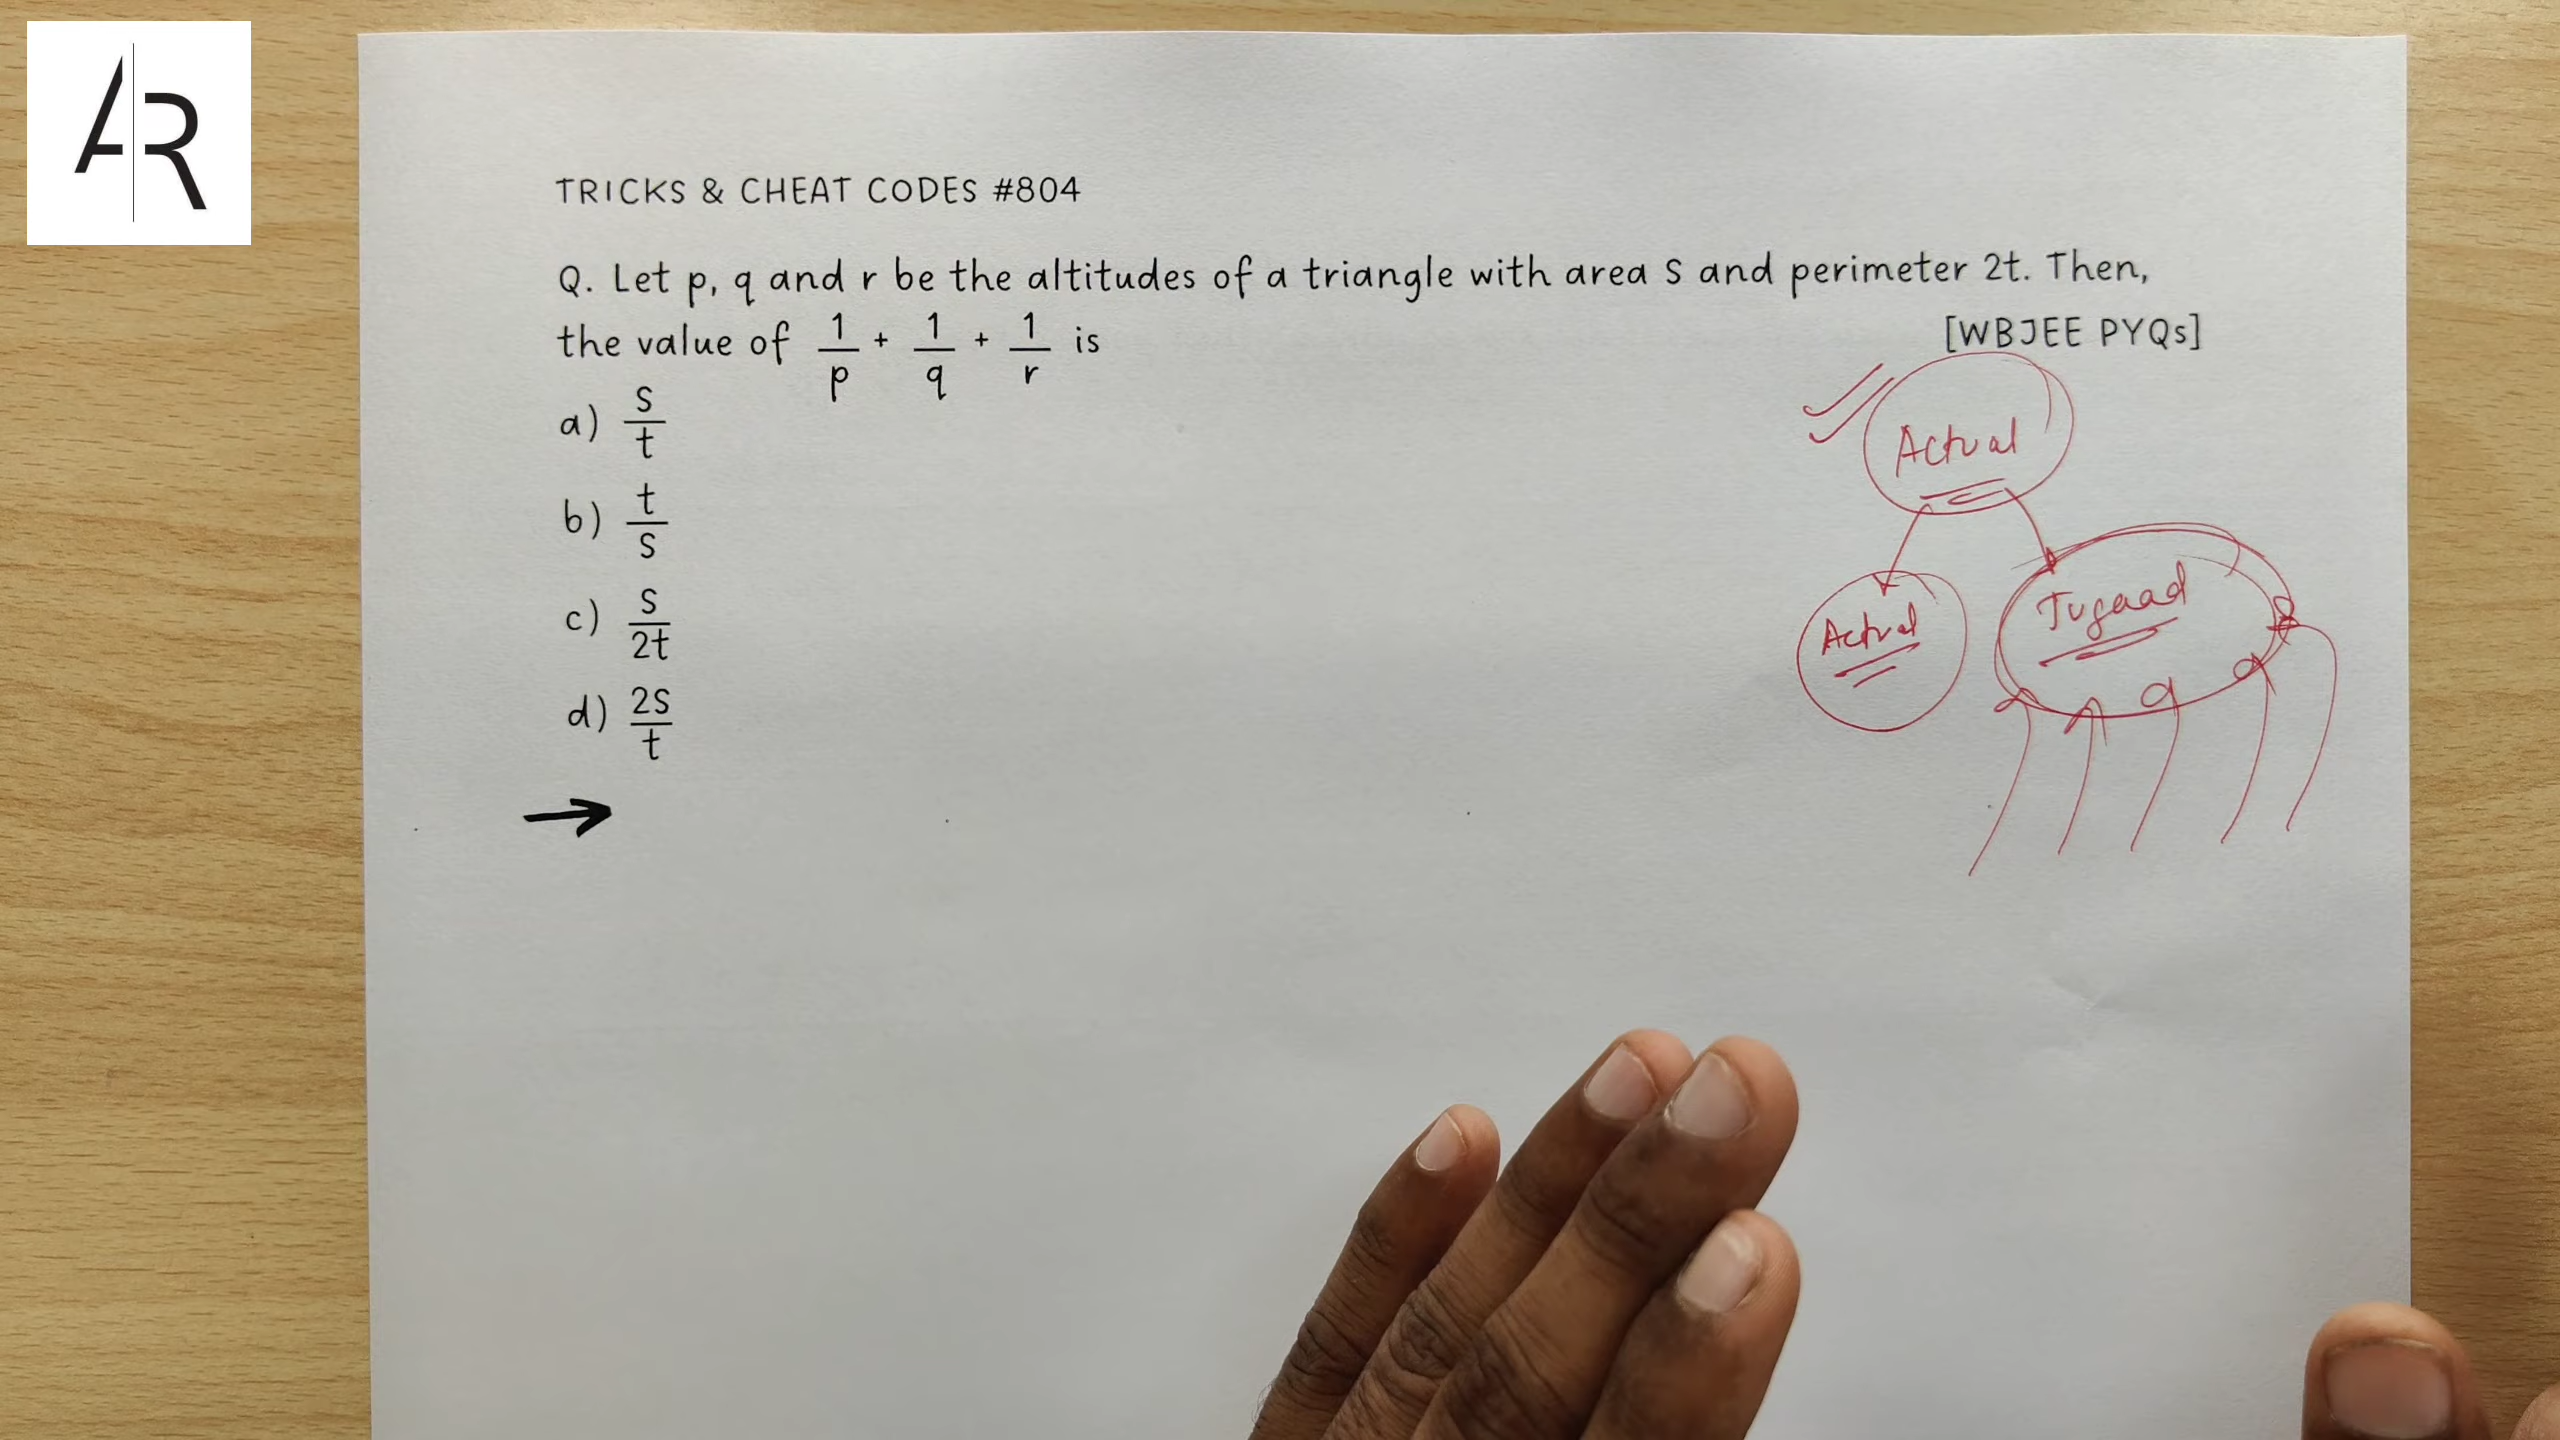 AR
TRICKS & CHEAT CODES #804
Q. Let p, q and r be the altitudes of a triangle with area S and perimeter 2t. Then,
the value of 1/p + 1/q + 1/r is
[WBJEE PYQs]
a) S/t
b) t/S
c) S/2t
d) 2S/t
Actual
Actual
Jugaad